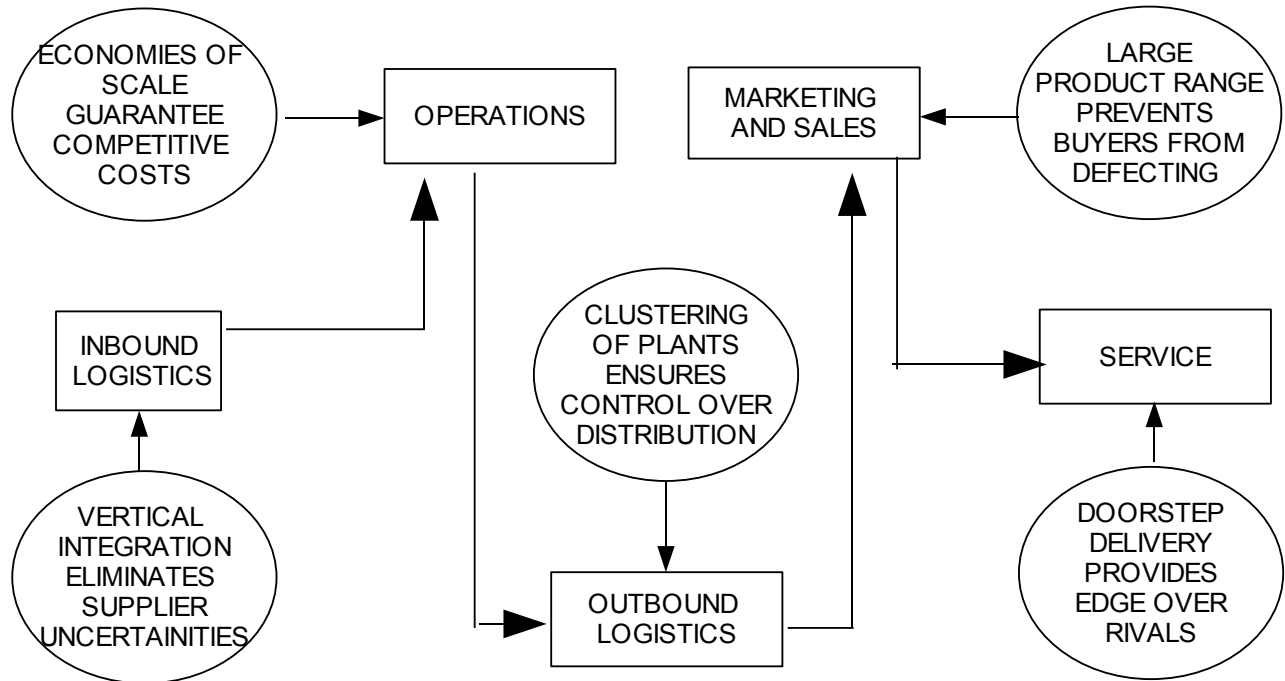 ECONOMIES OF
SCALE
GUARANTEE
COMPETITIVE
COSTS
OPERATIONS
MARKETING
AND SALES
LARGE
PRODUCT RANGE
PREVENTS
BUYERS FROM
DEFECTING
INBOUND
LOGISTICS
CLUSTERING
OF PLANTS
ENSURES
CONTROL OVER
DISTRIBUTION
SERVICE
VERTICAL
INTEGRATION
ELIMINATES
SUPPLIER
UNCERTAINITIES
OUTBOUND
LOGISTICS
DOORSTEP
DELIVERY
PROVIDES
EDGE OVER
RIVALS